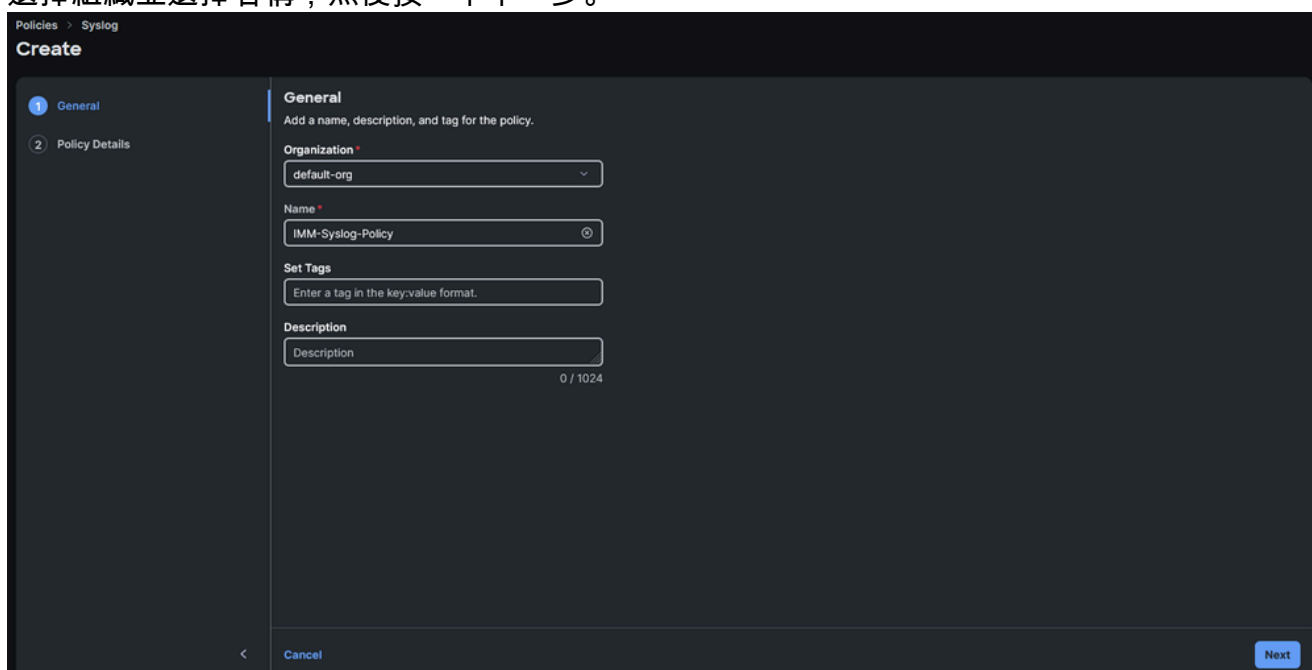 Policies > Syslog
Create
1 General
2 Policy Details
General
Add a name, description, and tag for the policy.
Organization *
default-org
Name *
IMM-Syslog-Policy
Set Tags
Enter a tag in the key:value format.
Description
Description
0 / 1024
< Cancel
Next